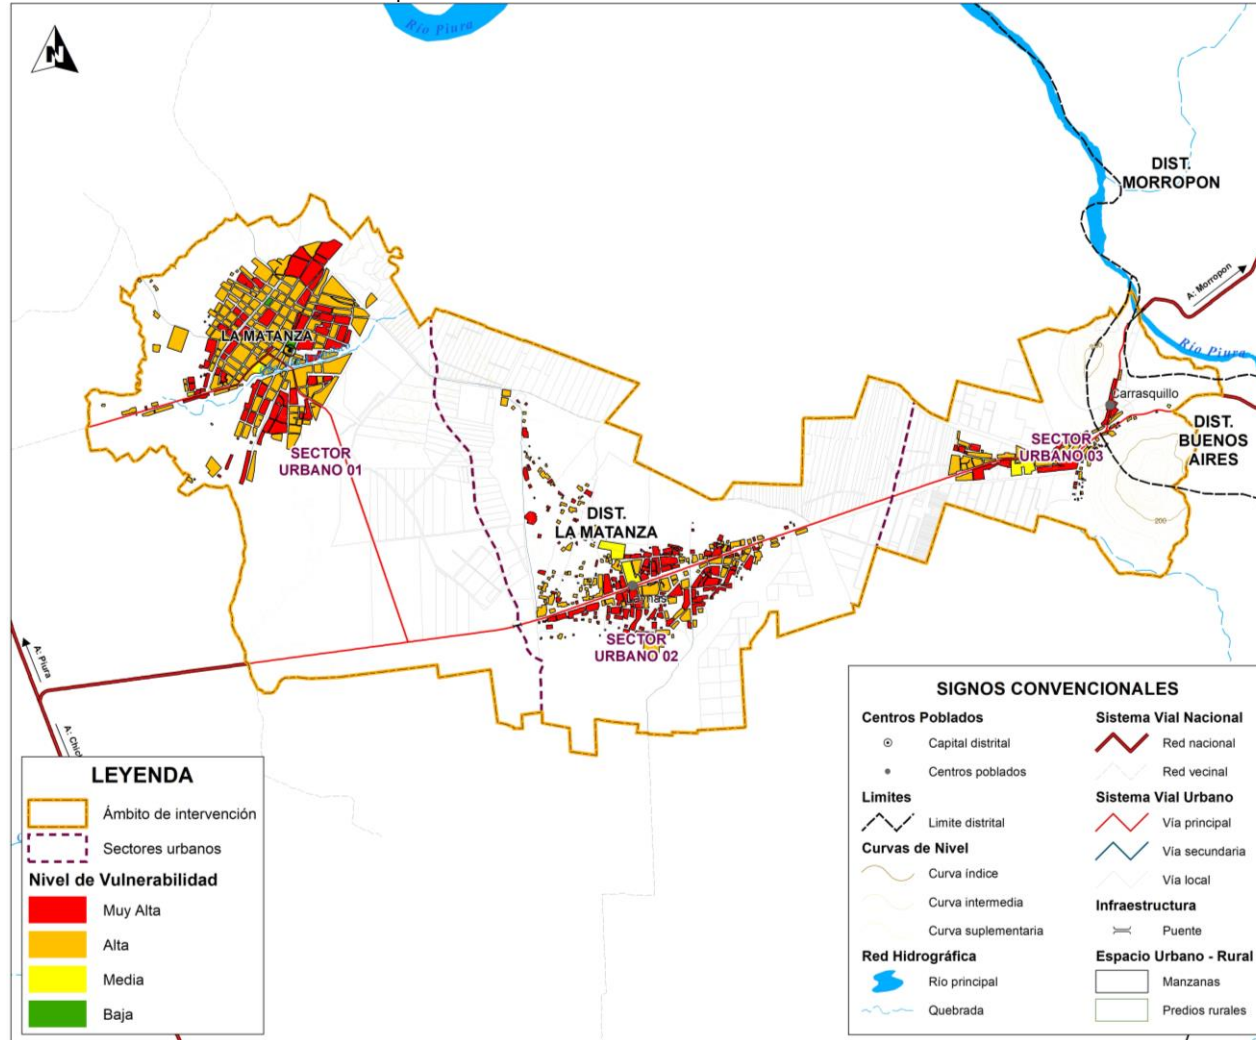 Río Piura
N
DIST.
MORROPON
A: Morropon
Río Piura
LA MATANZA
Carrasquillo
SECTOR
URBANO 01
SECTOR
URBANO 03
DIST.
BUENOS
AIRES
200
DIST.
LA MATANZA
SECTOR
URBANO 02
A: Piura
LEYENDA
Ámbito de intervención
Sectores urbanos
Nivel de Vulnerabilidad
Muy Alta
Alta
Media
Baja
SIGNOS CONVENCIONALES
Centros Poblados
Capital distrital
Centros poblados
Limites
Limite distrital
Curvas de Nivel
Curva índice
Curva intermedia
Curva suplementaria
Red Hidrográfica
Río principal
Quebrada
Sistema Vial Nacional
Red nacional
Red vecinal
Sistema Vial Urbano
Vía principal
Vía secundaria
Vía local
Infraestructura
Puente
Espacio Urbano - Rural
Manzanas
Predios rurales